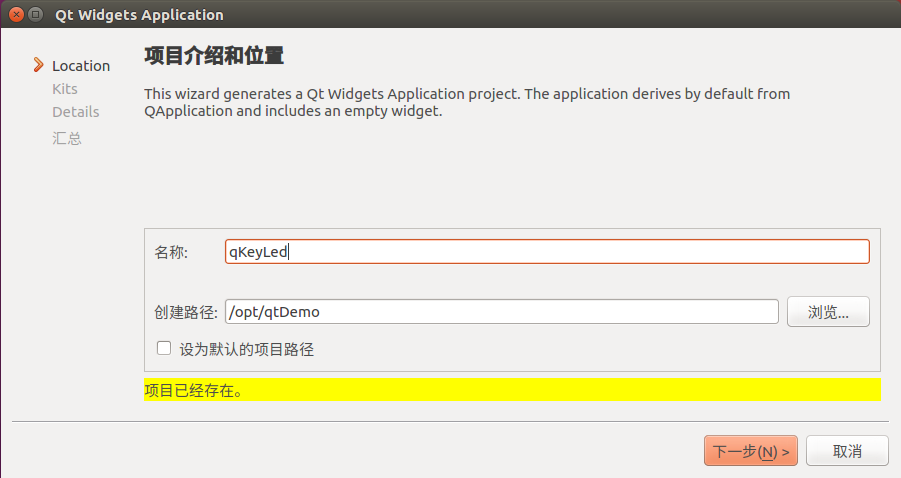 Qt Widgets Application
Location
Kits
Details
汇总
项目介绍和位置
This wizard generates a Qt Widgets Application project. The application derives by default from
QApplication and includes an empty widget.
名称:
qKeyLed
创建路径:
/opt/qtDemo
浏览...
设为默认的项目路径
项目已经存在。
下一步(N) >
取消